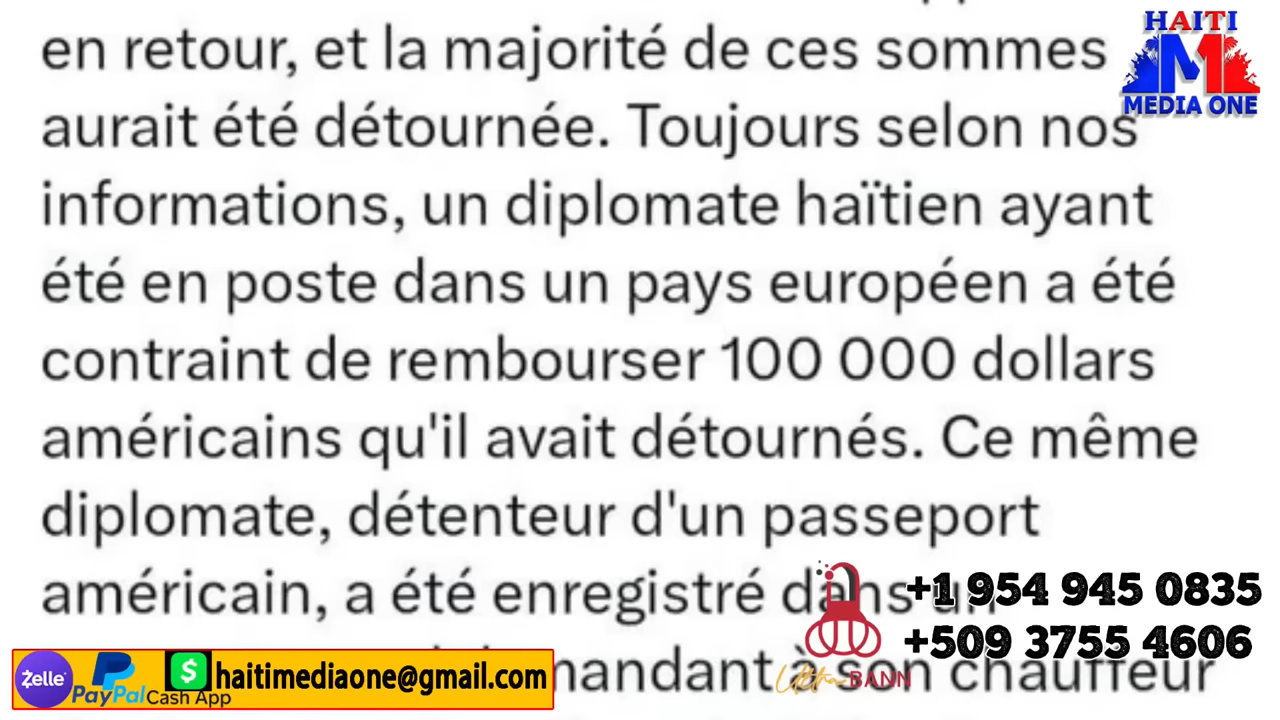 en retour, et la majorité de ces sommes
aurait été détournée. Toujours selon nos
informations, un diplomate haïtien ayant
été en poste dans un pays européen a été
contraint de rembourser 100 000 dollars
américains qu'il avait détournés. Ce même
diplomate, détenteur d'un passeport
américain, a été enregistré dans un
à son chauffeur
HAITI
M
MEDIA ONE
+1 954 945 0835
+509 3755 4606
Zelle
PayPal
$
Cash App
haitimediaone@gmail.com
BANN